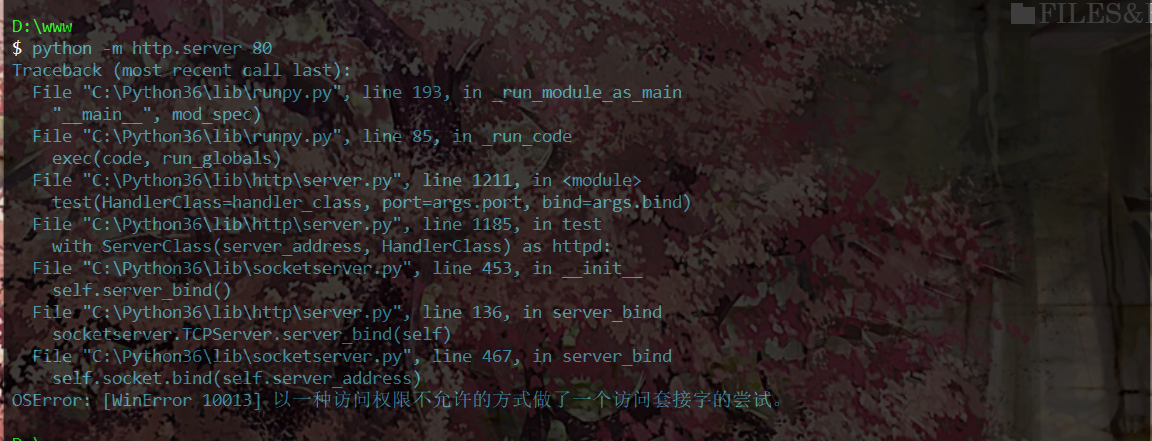 FILES&
D:\www
$ python -m http.server 80
Traceback (most recent call last):
  File "C:\Python36\lib\runpy.py", line 193, in _run_module_as_main
    "__main__", mod_spec)
  File "C:\Python36\lib\runpy.py", line 85, in _run_code
    exec(code, run_globals)
  File "C:\Python36\lib\http\server.py", line 1211, in <module>
    test(HandlerClass=handler_class, port=args.port, bind=args.bind)
  File "C:\Python36\lib\http\server.py", line 1185, in test
    with ServerClass(server_address, HandlerClass) as httpd:
  File "C:\Python36\lib\socketserver.py", line 453, in __init__
    self.server_bind()
  File "C:\Python36\lib\http\server.py", line 136, in server_bind
    socketserver.TCPServer.server_bind(self)
  File "C:\Python36\lib\socketserver.py", line 467, in server_bind
    self.socket.bind(self.server_address)
OSError: [WinError 10013] 以一种访问权限不允许的方式做了一个访问套接字的尝试。